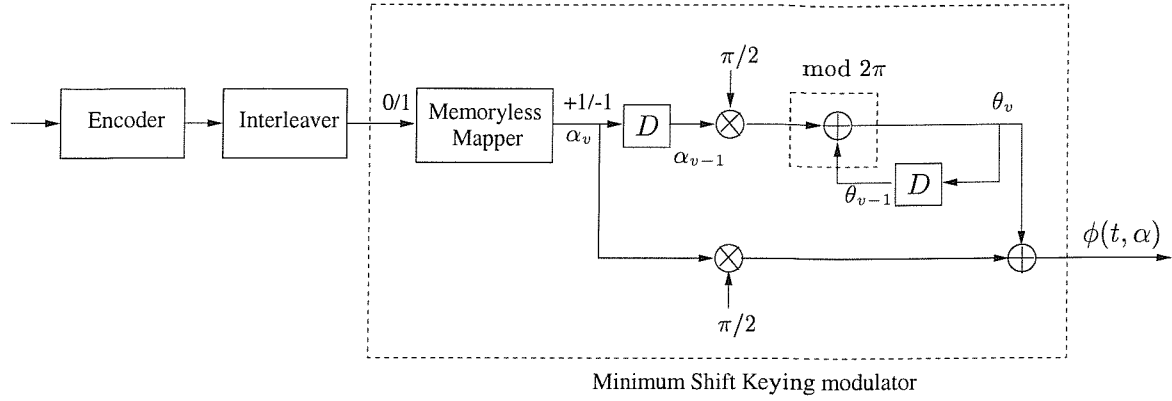 Encoder
Interleaver
0/1
Memoryless
Mapper
+1/-1
α_v
D
α_{v−1}
π/2
mod 2π
θ_v
θ_{v−1}
D
π/2
ϕ(t, α)
Minimum Shift Keying modulator